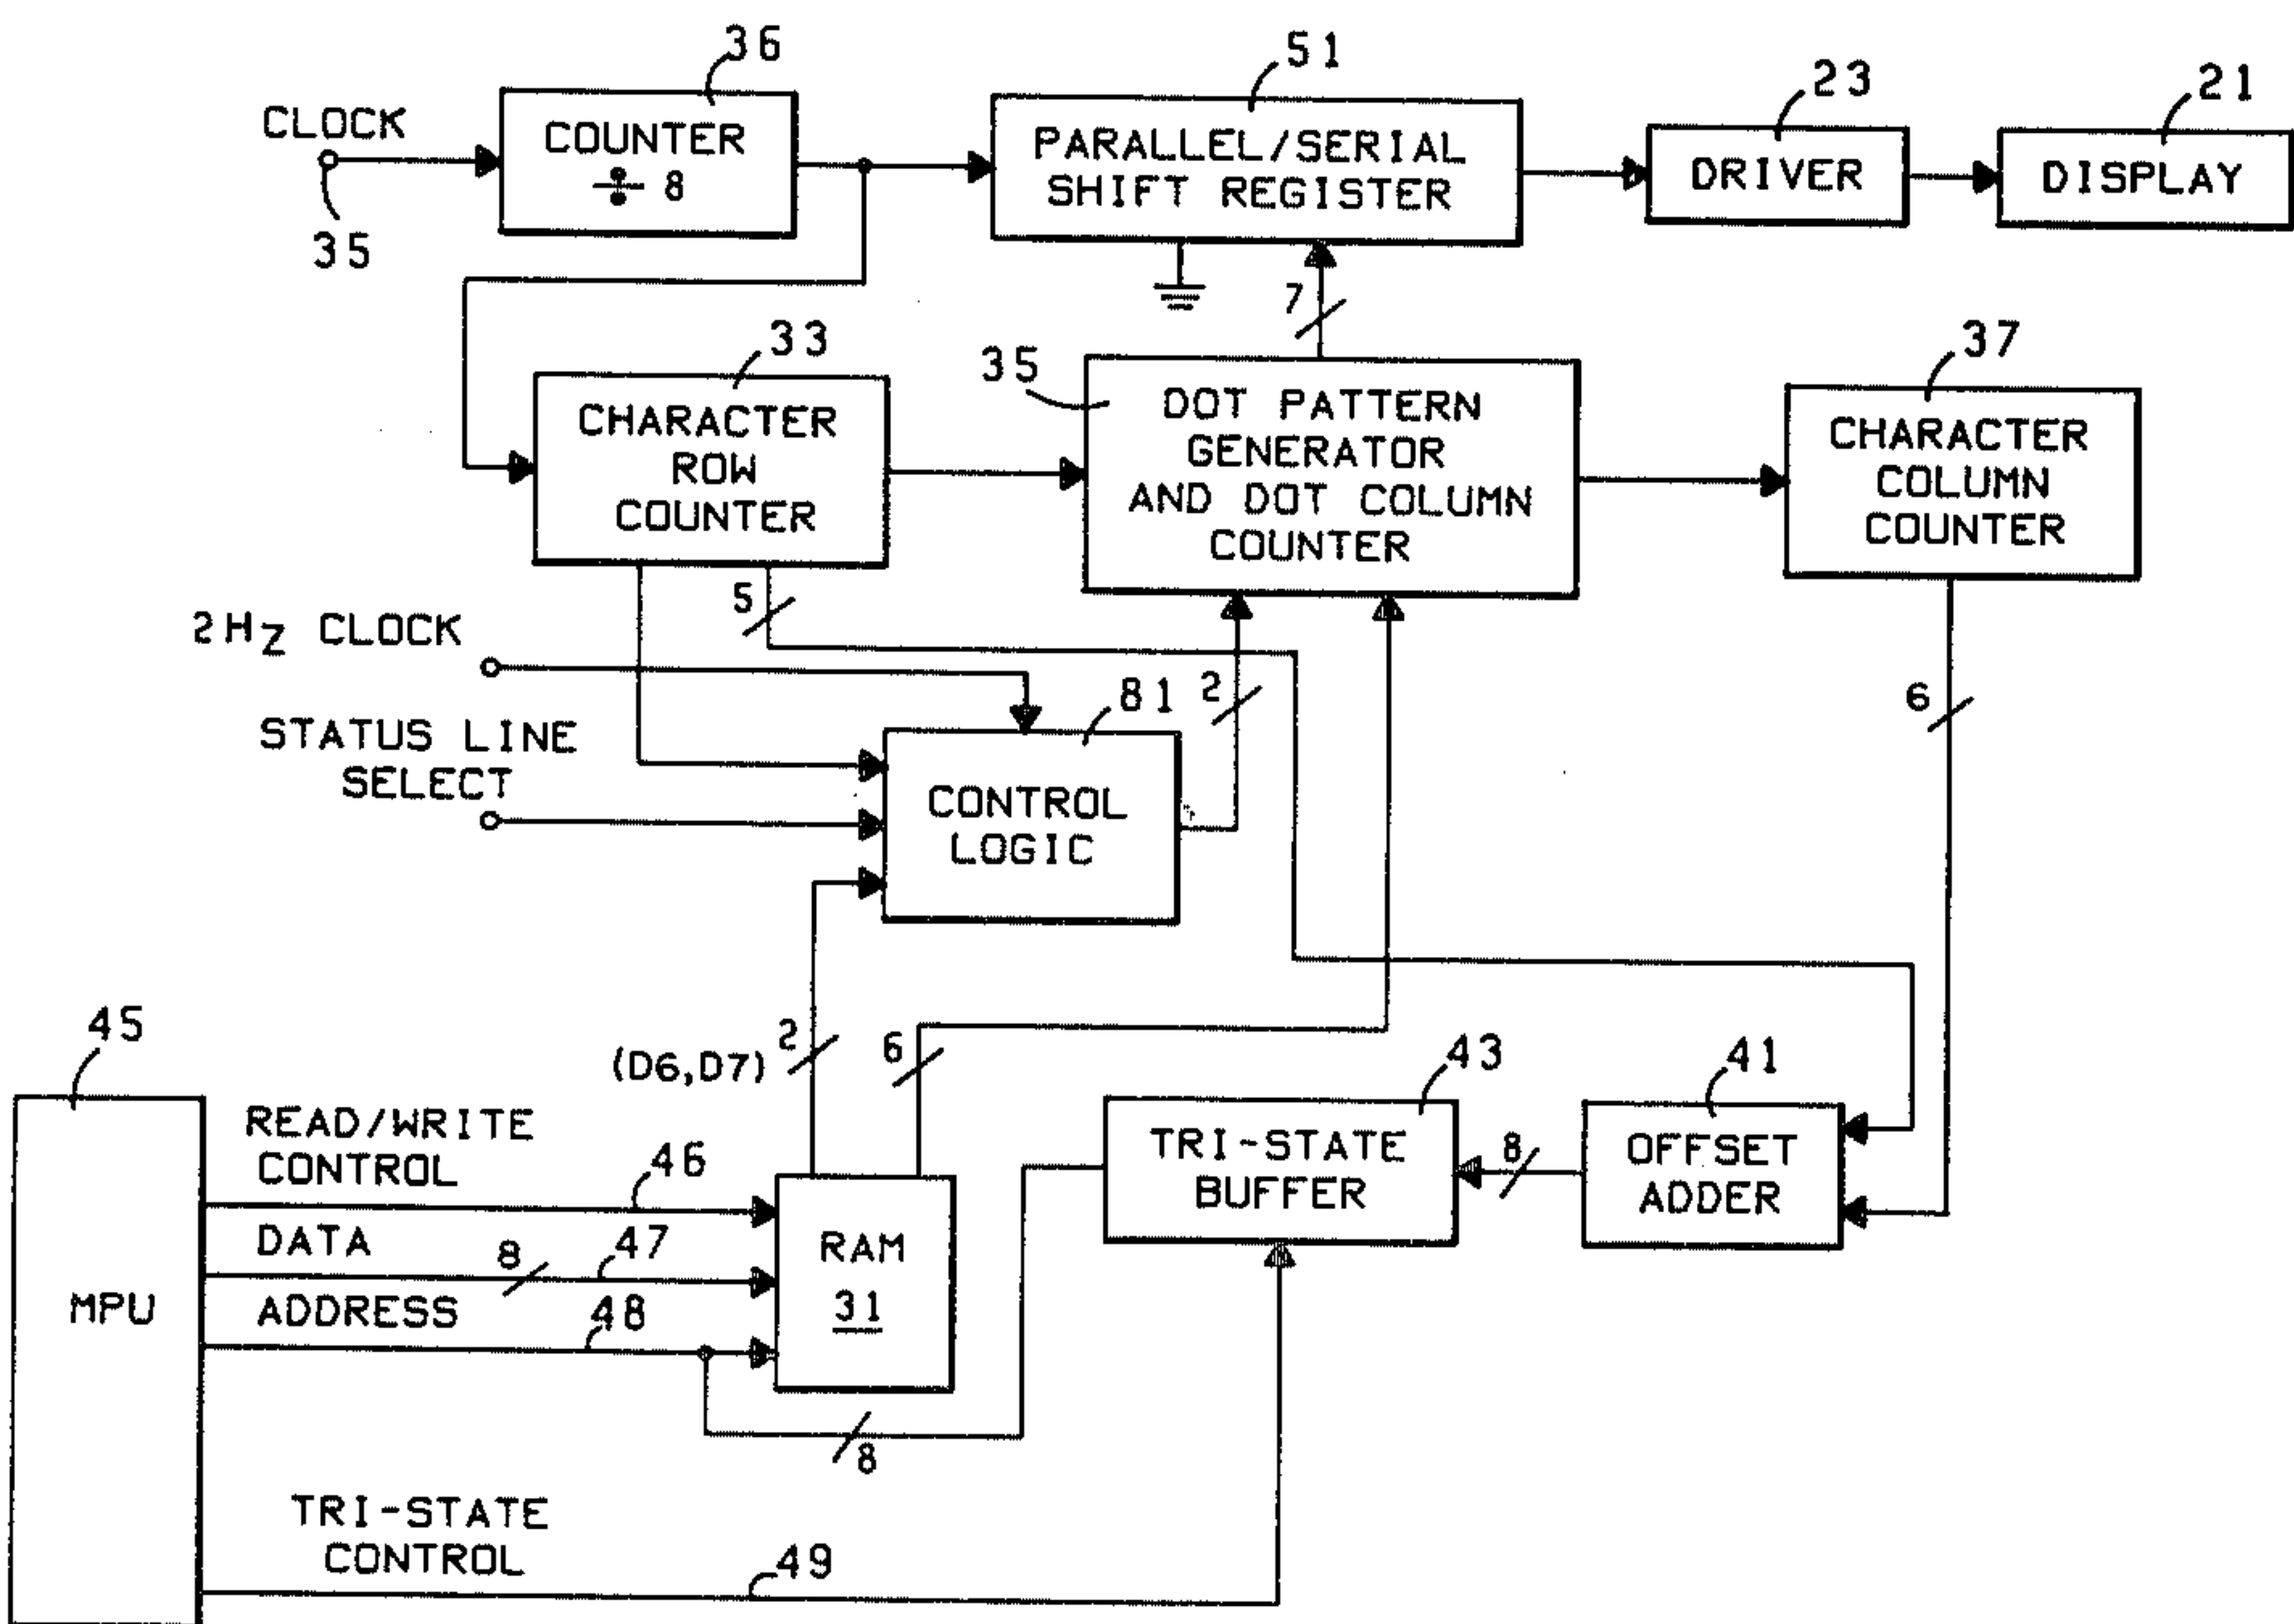 36
51
23
21
CLOCK
COUNTER
÷ 8
PARALLEL/SERIAL
SHIFT REGISTER
DRIVER
DISPLAY
35
7
33
35
37
CHARACTER
ROW
COUNTER
DOT PATTERN
GENERATOR
AND DOT COLUMN
COUNTER
CHARACTER
COLUMN
COUNTER
5
2HZ CLOCK
81
2
6
STATUS LINE
SELECT
CONTROL
LOGIC
45
(D6,D7)
2
6
43
41
READ/WRITE
CONTROL
46
TRI-STATE
BUFFER
8
OFFSET
ADDER
DATA
8
47
RAM
31
MPU
ADDRESS
48
8
TRI-STATE
CONTROL
49